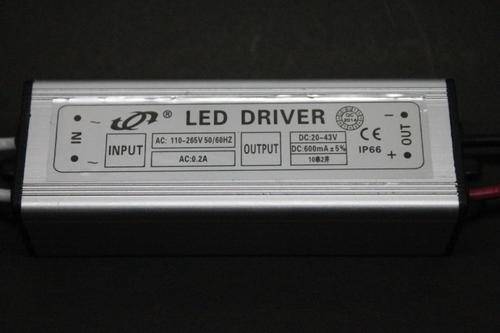 ® LED DRIVER
IN ~ ~
INPUT
AC: 110-265V 50/60HZ
AC:0.2A
OUTPUT
DC:20-43V
DC:600mA±5%
10串2并
CE
IP66
- +
OUT